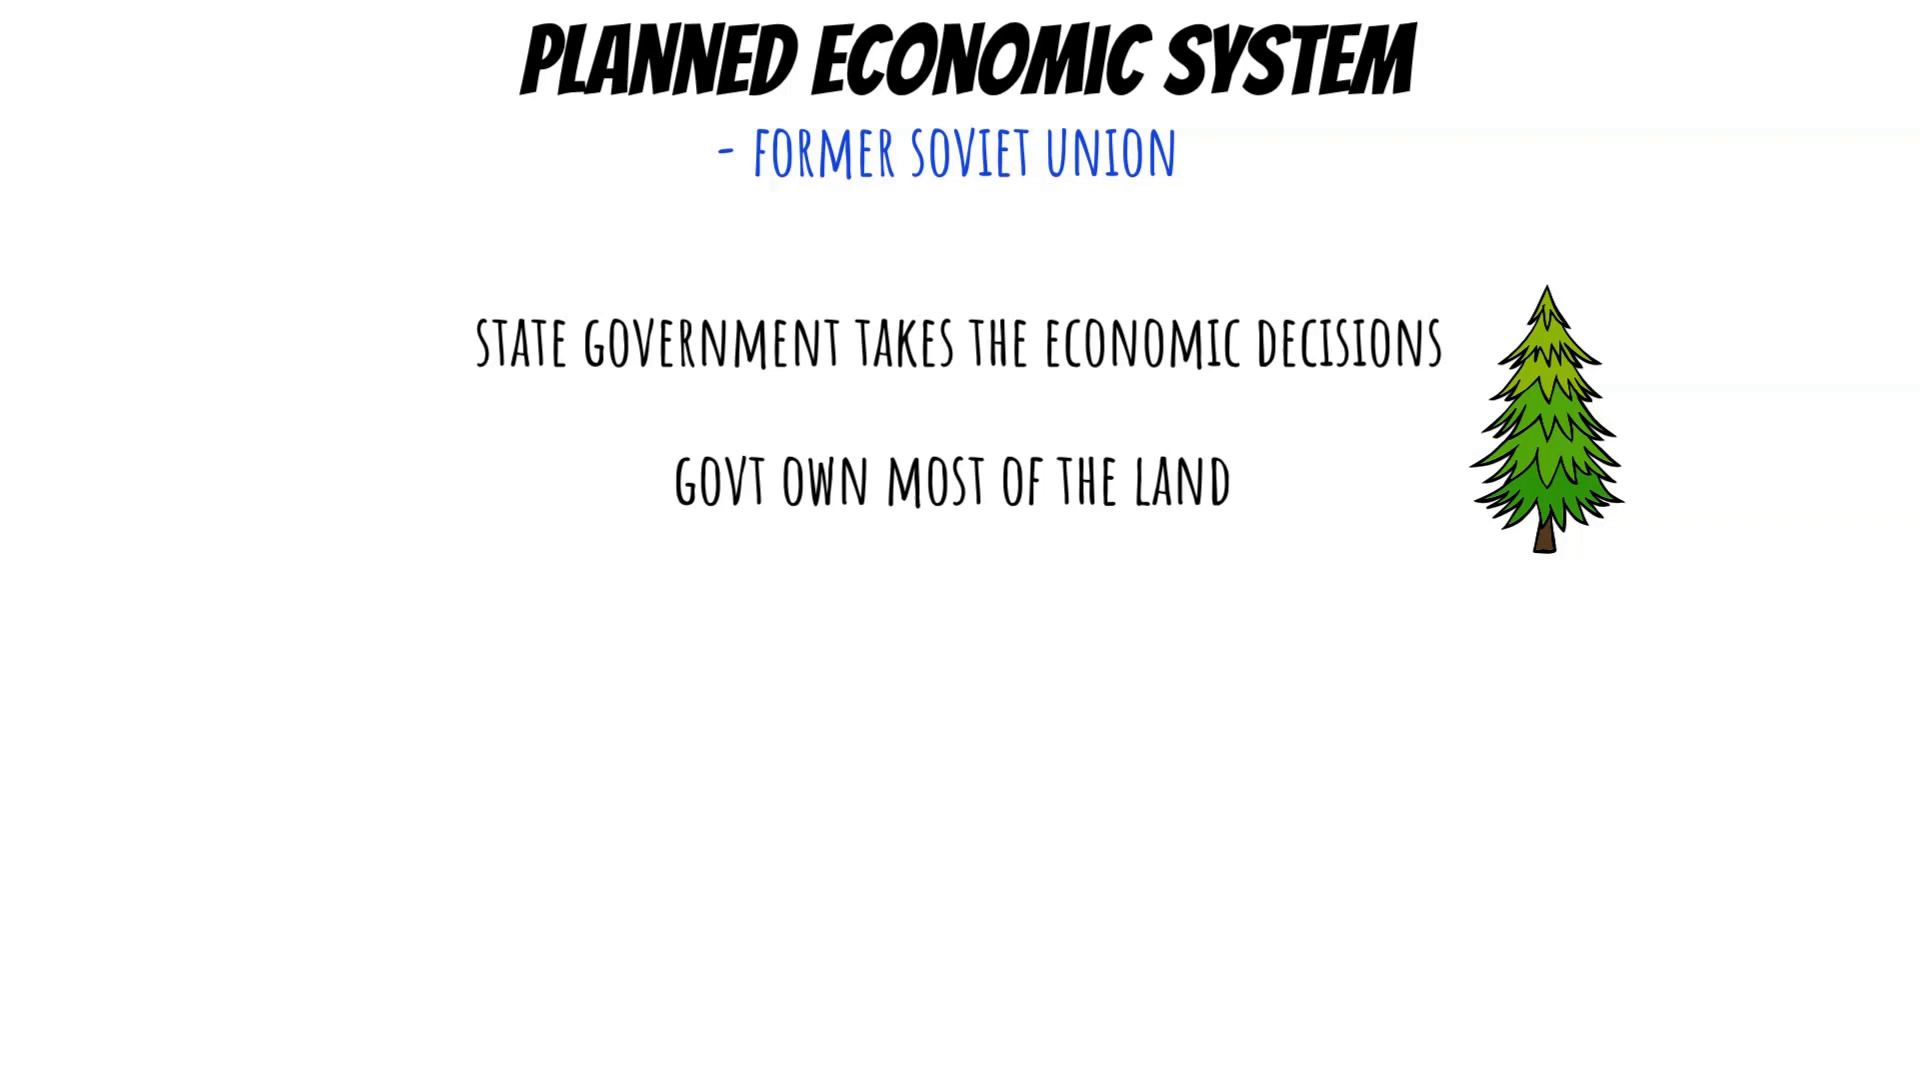 PLANNED ECONOMIC SYSTEM
- FORMER SOVIET UNION
STATE GOVERNMENT TAKES THE ECONOMIC DECISIONS
GOVT OWN MOST OF THE LAND